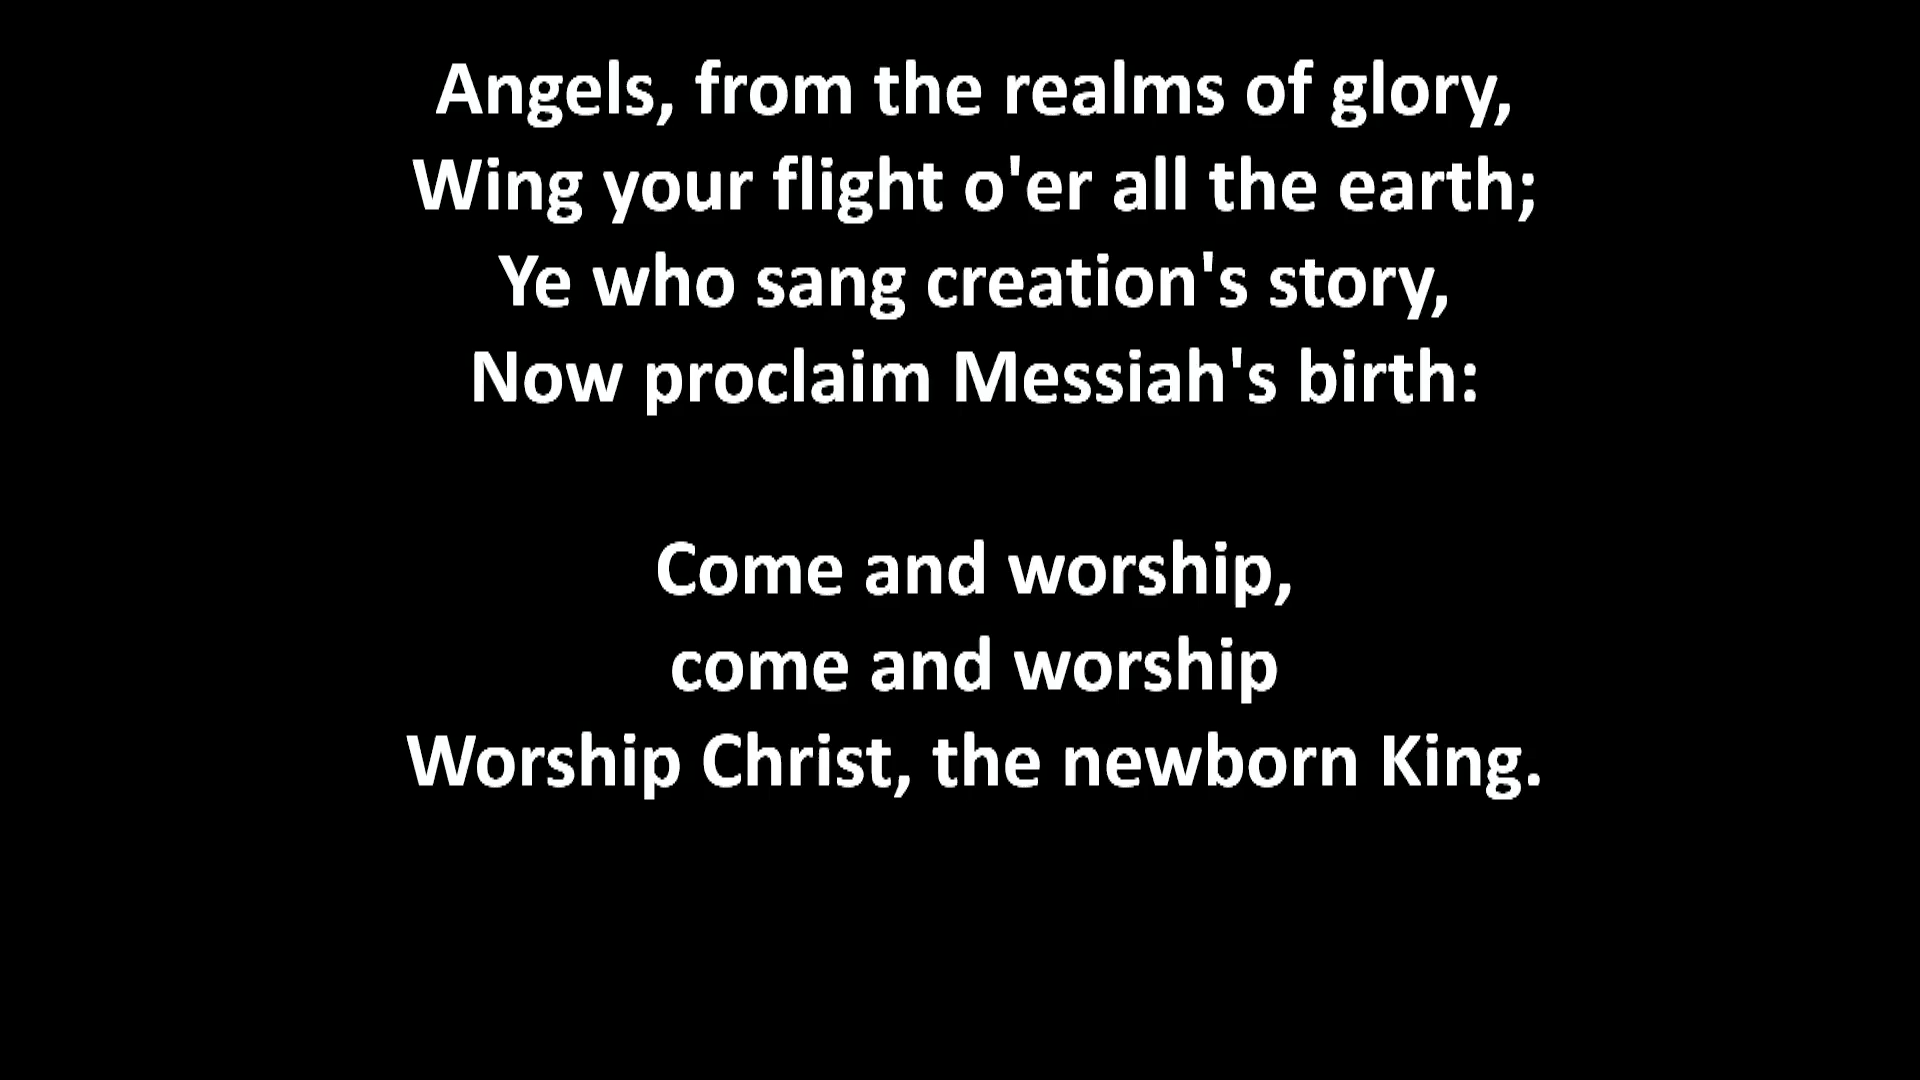 Angels, from the realms of glory,
Wing your flight o'er all the earth;
Ye who sang creation's story,
Now proclaim Messiah's birth:
Come and worship,
come and worship
Worship Christ, the newborn King.